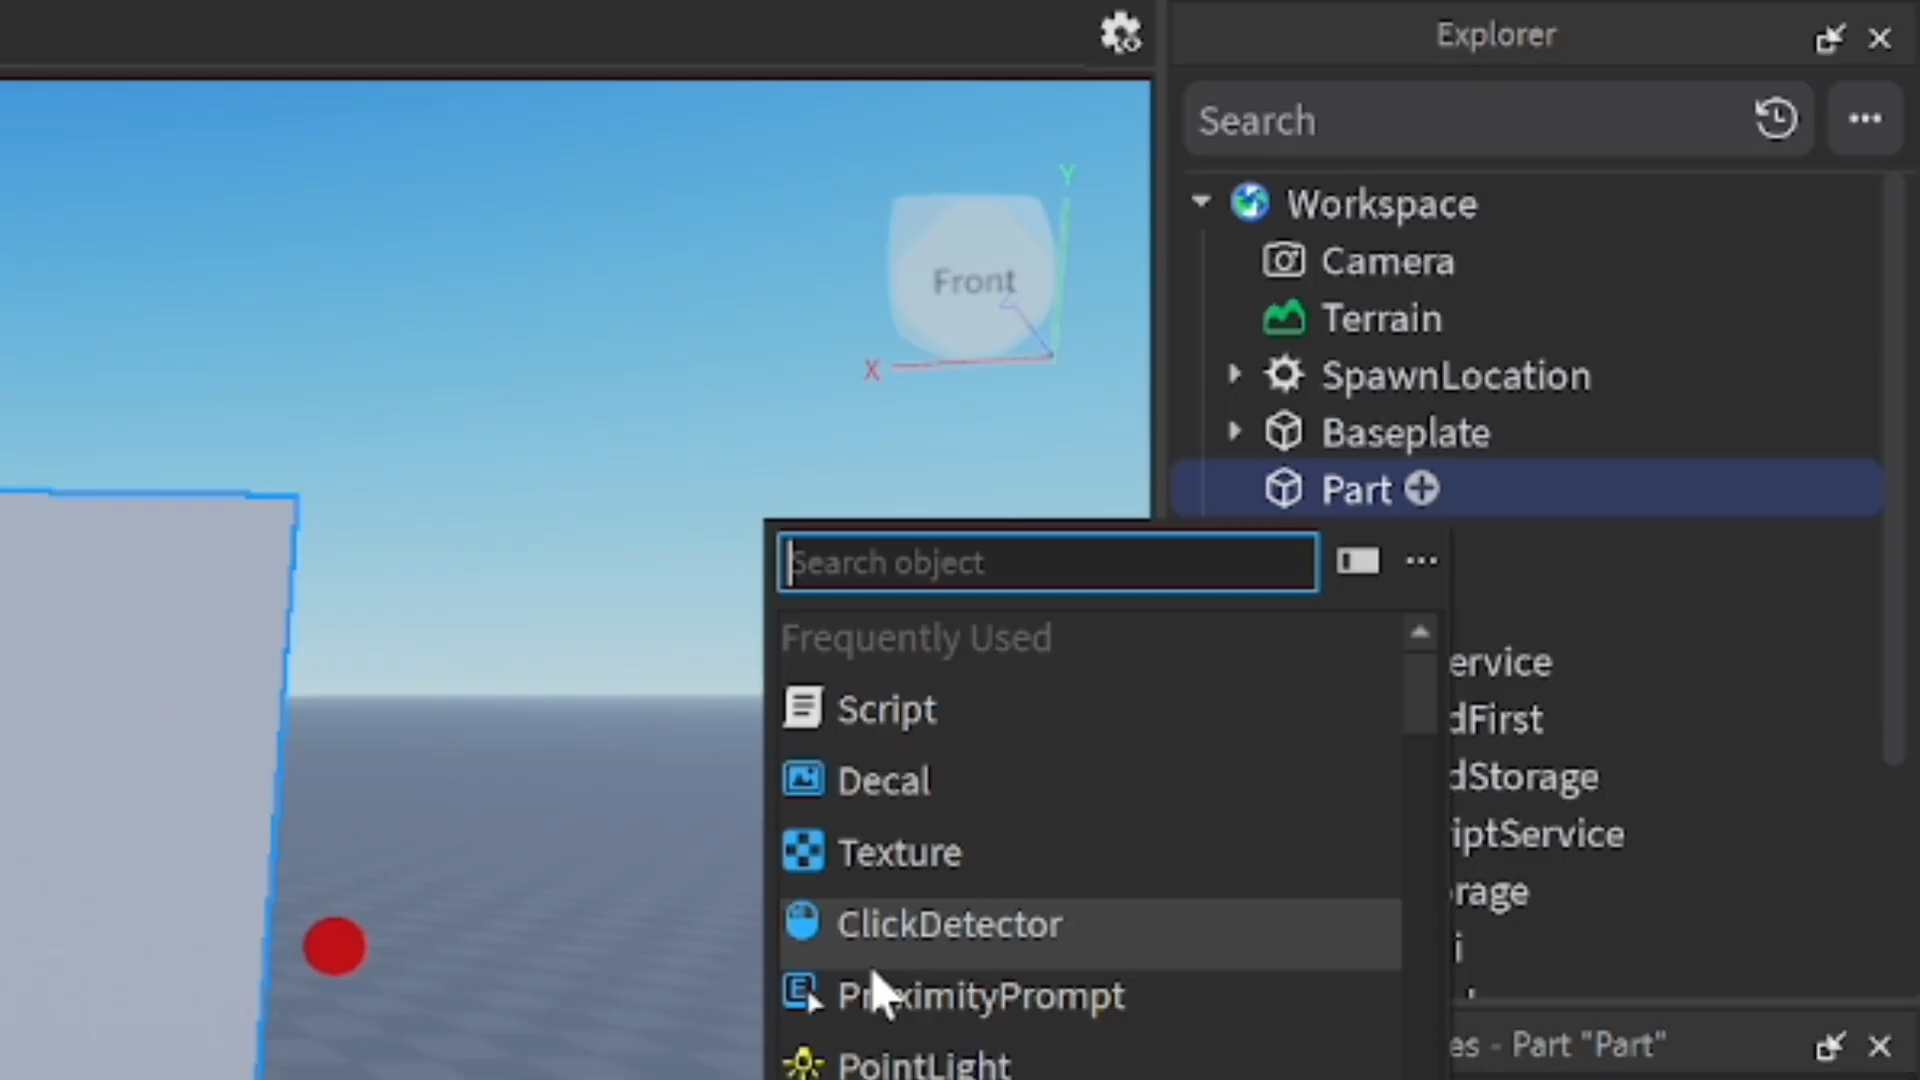 Explorer
Search
Workspace
Camera
Terrain
SpawnLocation
Baseplate
Part
Y
Front
Z
X
Search object
Frequently Used
Script
Decal
Texture
ClickDetector
ProximityPrompt
PointLight
ervice
dFirst
dStorage
iptService
rage
i
es - Part "Part"